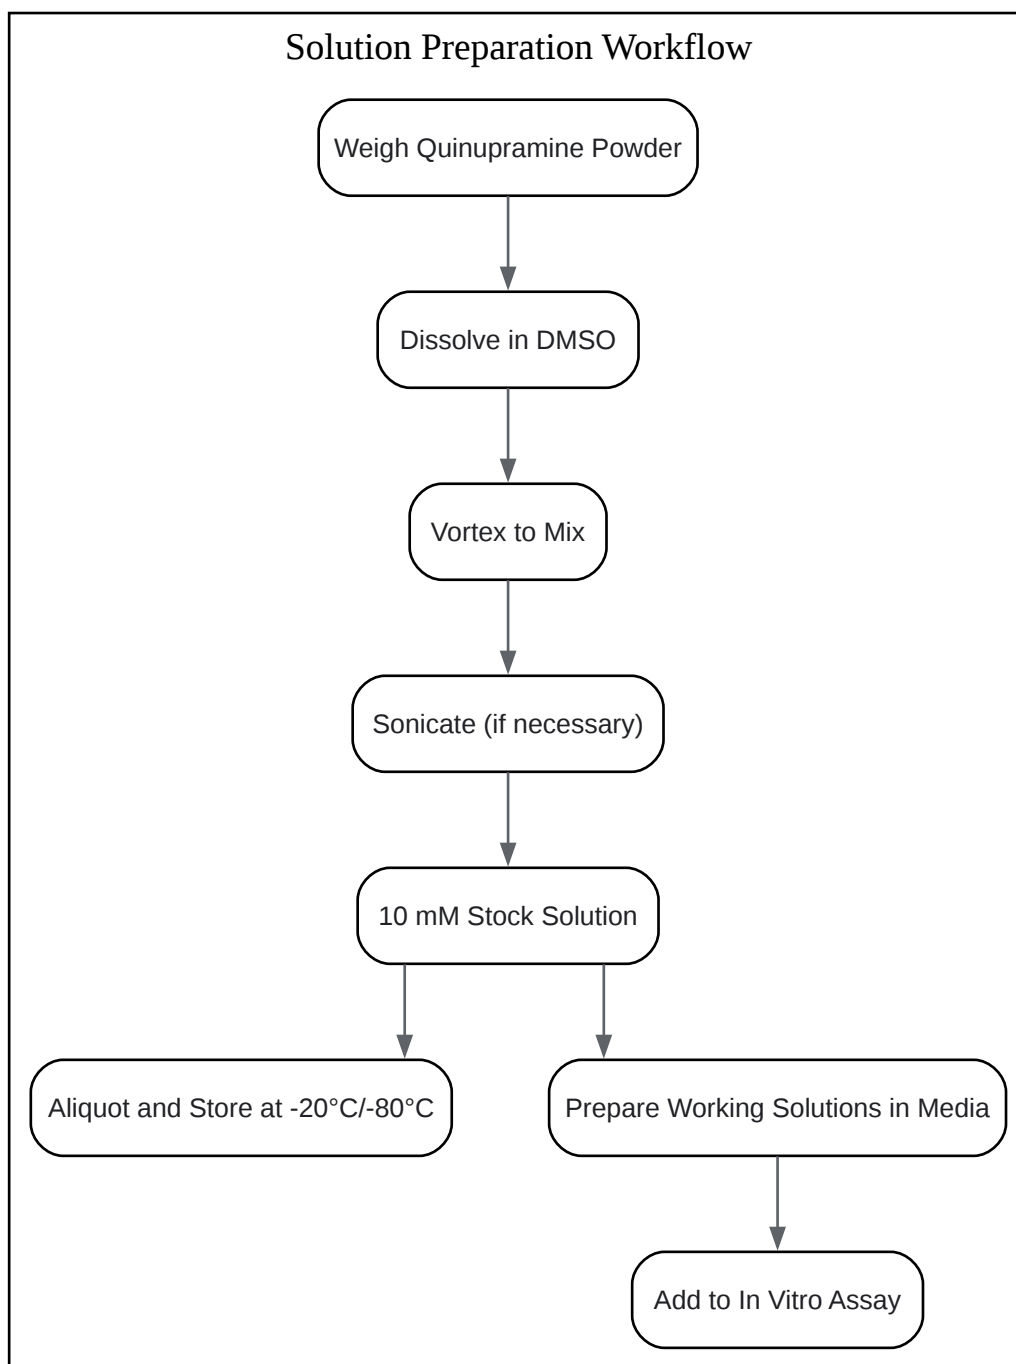 Solution Preparation Workflow
Weigh Quinupramine Powder
Dissolve in DMSO
Vortex to Mix
Sonicate (if necessary)
10 mM Stock Solution
Aliquot and Store at -20°C/-80°C
Prepare Working Solutions in Media
Add to In Vitro Assay